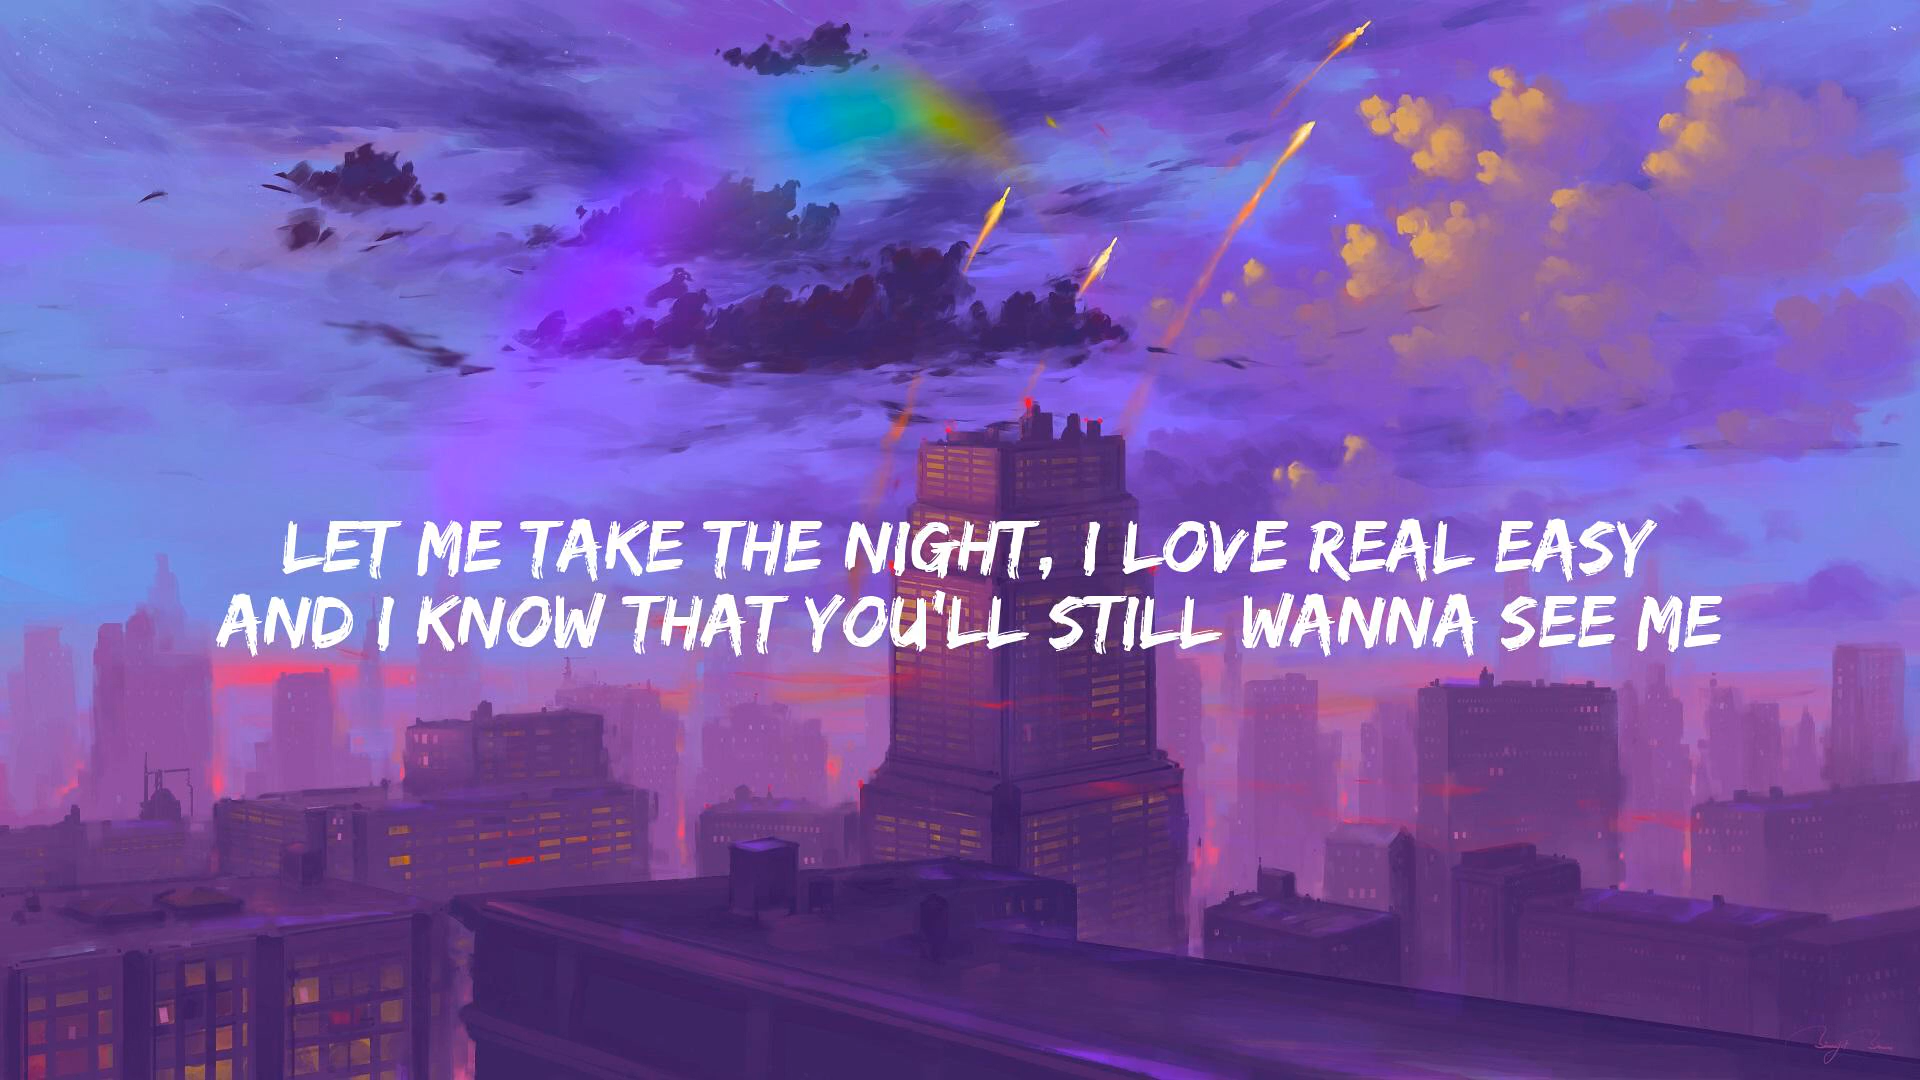 LET ME TAKE THE NIGHT, I LOVE REAL EASY
AND I KNOW THAT YOU'LL STILL WANNA SEE ME